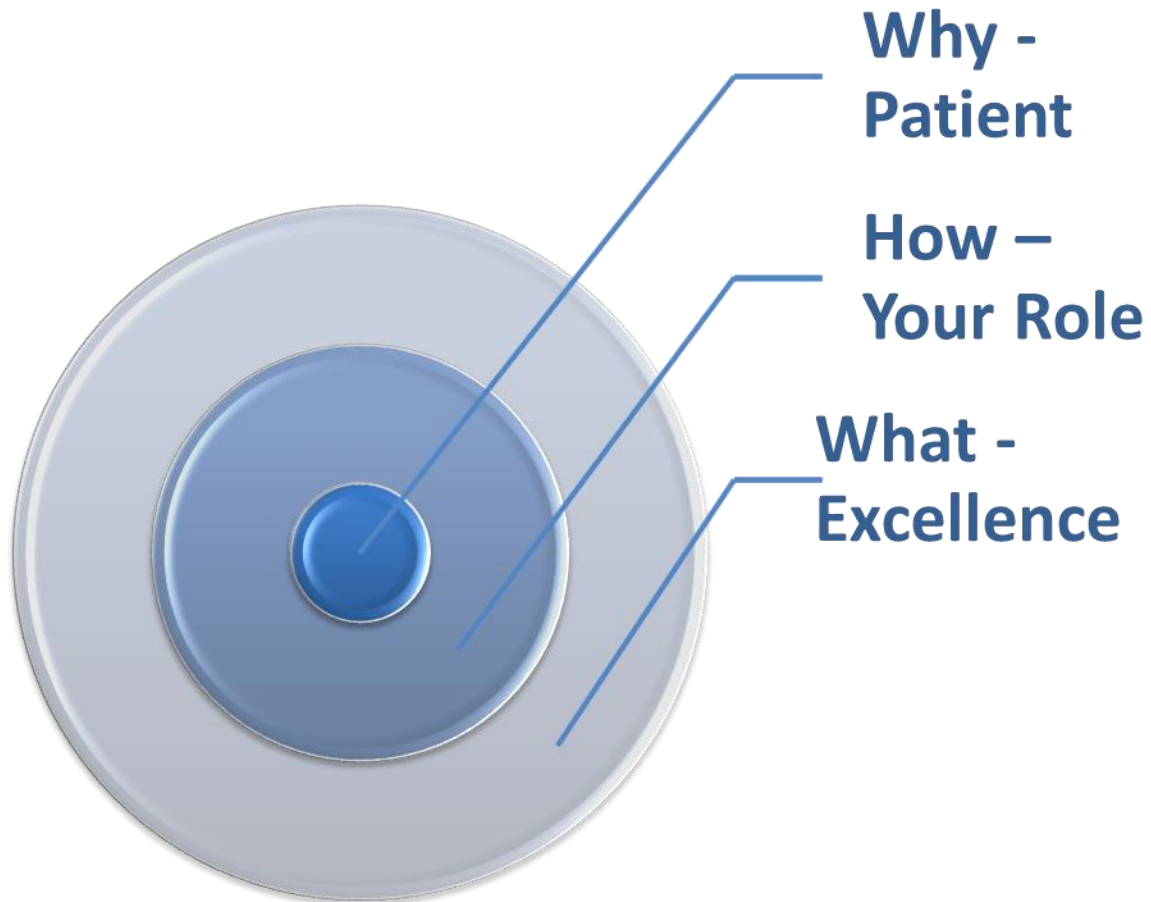 Why -
Patient
How –
Your Role
What -
Excellence